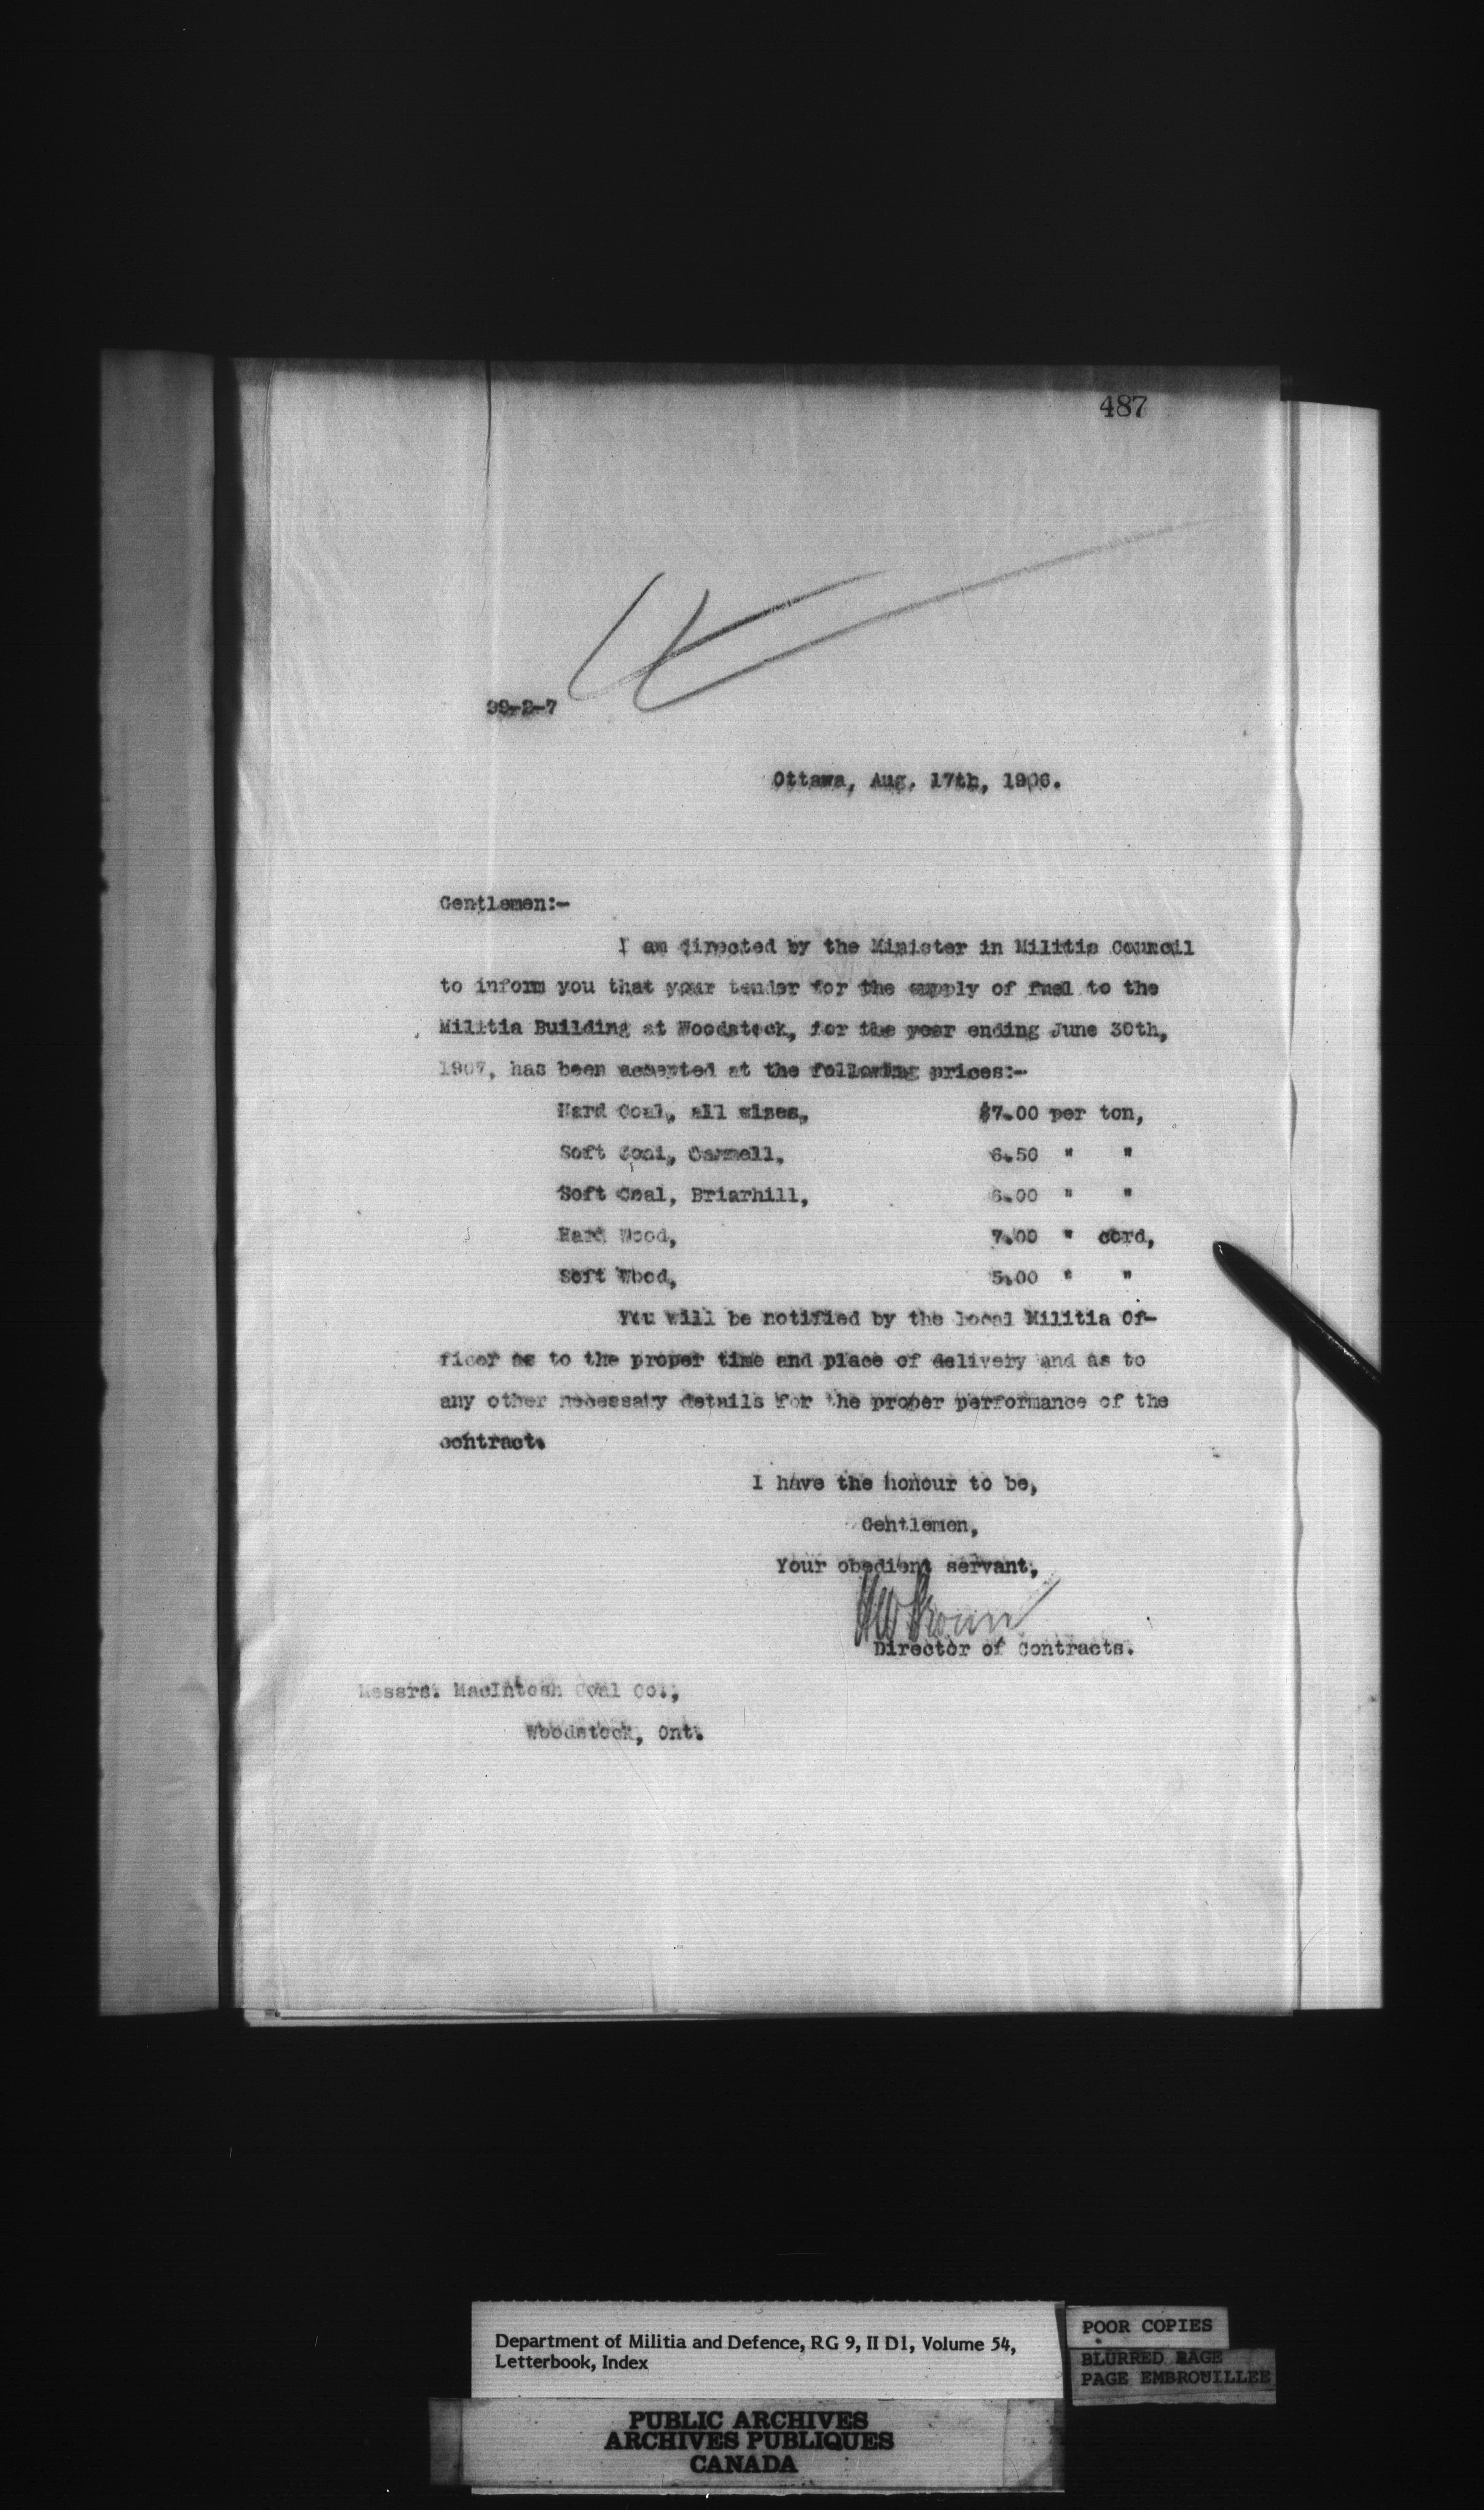 487
99-2-7
Ottawa, Aug. 17th, 1906.
Gentlemen:-
I am directed by the Minister in Militia Council
to inform you that your tender for the supply of fuel to the
Militia Building at Woodstock, for the year ending June 30th,
1907, has been accepted at the following prices:-
Hard Coal, all sizes, $7.00 per ton,
Soft Coal, Cannell, 6.50 " "
Soft Coal, Briarhill, 6.00 " "
Hard Wood, 7.00 " cord,
Soft Wood, 5.00 " "
You will be notified by the local Militia Of-
ficer as to the proper time and place of delivery and as to
any other necessary details for the proper performance of the
contract.
I have the honour to be,
Gentlemen,
Your obedient servant,
HW Brown
Director of Contracts.
Messrs. MacIntosh Coal Co.,
Woodstock, Ont.
Department of Militia and Defence, RG 9, II D1, Volume 54,
Letterbook, Index
POOR COPIES
BLURRED PAGE
PAGE EMBROUILLEE
PUBLIC ARCHIVES
ARCHIVES PUBLIQUES
CANADA